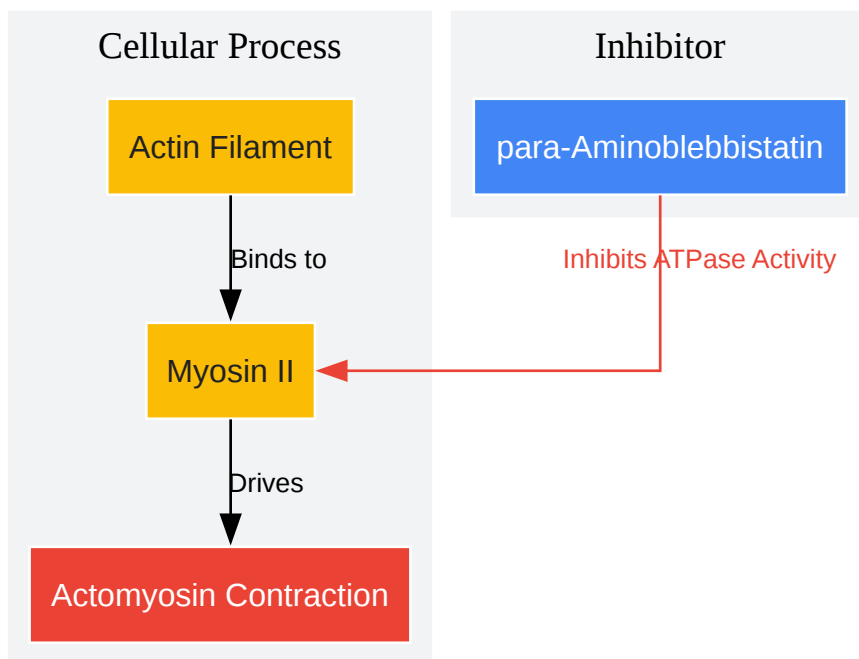 Cellular Process
Inhibitor
Actin Filament
para-Aminoblebbistatin
Binds to
Inhibits ATPase Activity
Myosin II
Drives
Actomyosin Contraction